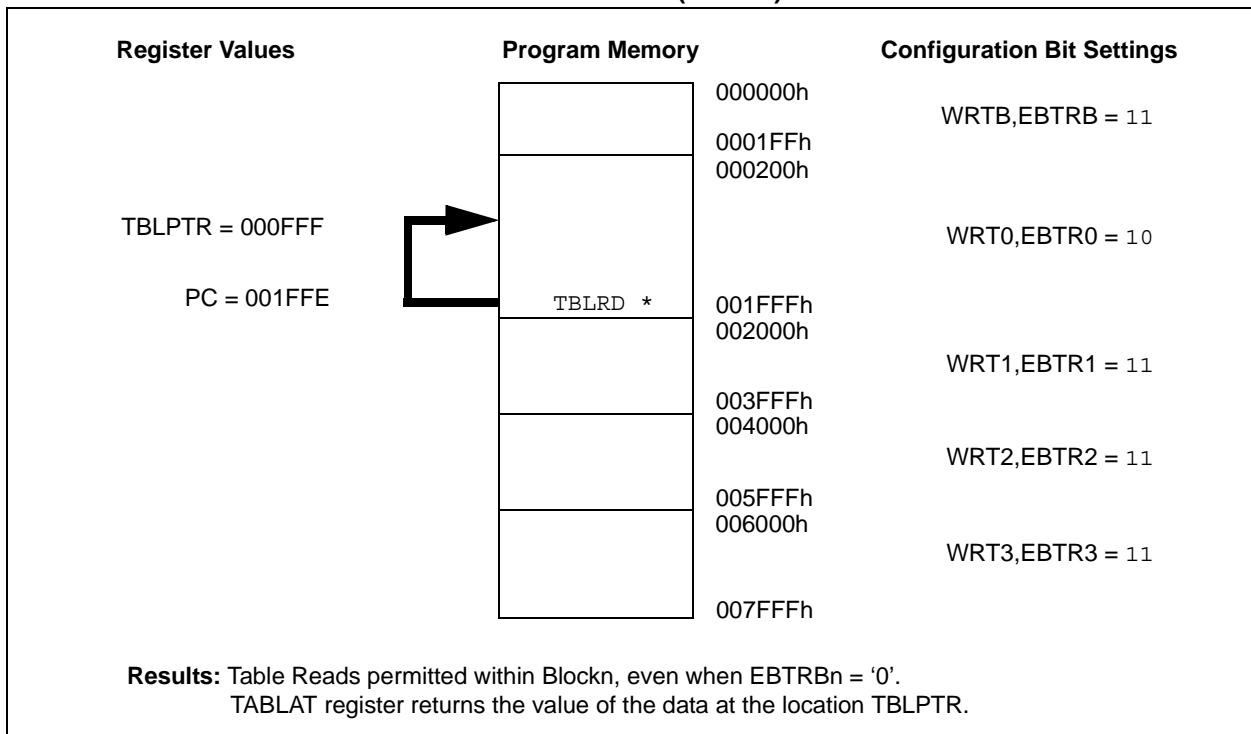 Register Values Program Memory Configuration Bit Settings
000000h
WRTB,EBTRB = 11
0001FFh
000200h
TBLPTR = 000FFF
WRT0,EBTR0 = 10
PC = 001FFE
TBLRD *
001FFFh
002000h
WRT1,EBTR1 = 11
003FFFh
004000h
WRT2,EBTR2 = 11
005FFFh
006000h
WRT3,EBTR3 = 11
007FFFh
Results: Table Reads permitted within Blockn, even when EBTRBn = ‘0’.
TABLAT register returns the value of the data at the location TBLPTR.